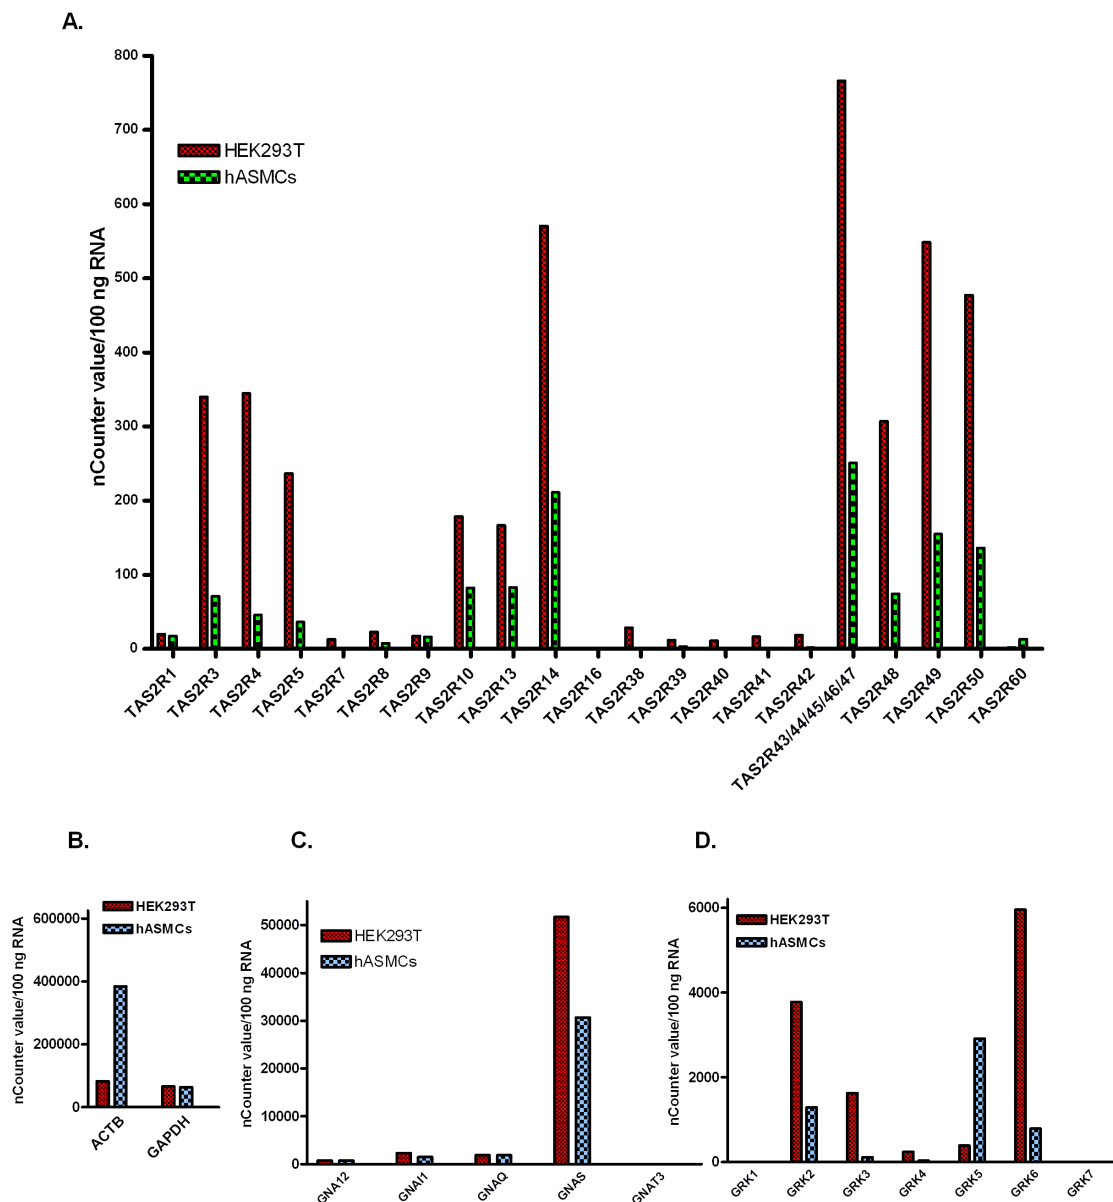 A.
nCounter value/100 ng RNA
800
700
600
500
400
300
200
100
0
HEK293T
hASMCs
TAS2R1
TAS2R3
TAS2R4
TAS2R5
TAS2R7
TAS2R8
TAS2R9
TAS2R10
TAS2R13
TAS2R14
TAS2R16
TAS2R38
TAS2R39
TAS2R40
TAS2R41
TAS2R42
TAS2R43/44/45/46/47
TAS2R48
TAS2R49
TAS2R50
TAS2R60
B.
nCounter value/100 ng RNA
600000
400000
200000
0
HEK293T
hASMCs
ACTB
GAPDH
C.
nCounter value/100 ng RNA
50000
40000
30000
20000
10000
0
HEK293T
hASMCs
GNA12
GNAI1
GNAQ
GNAS
GNAT3
D.
nCounter value/100 ng RNA
6000
4000
2000
0
HEK293T
hASMCs
GRK1
GRK2
GRK3
GRK4
GRK5
GRK6
GRK7